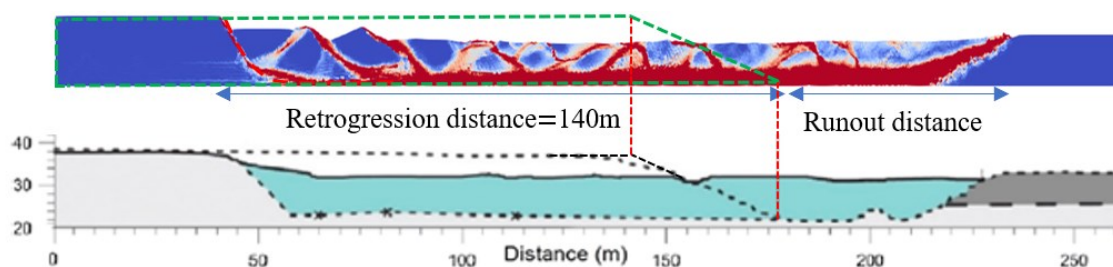 Retrogression distance=140m
Runout distance
40
30
20
0 50 100 Distance (m) 150 200 250